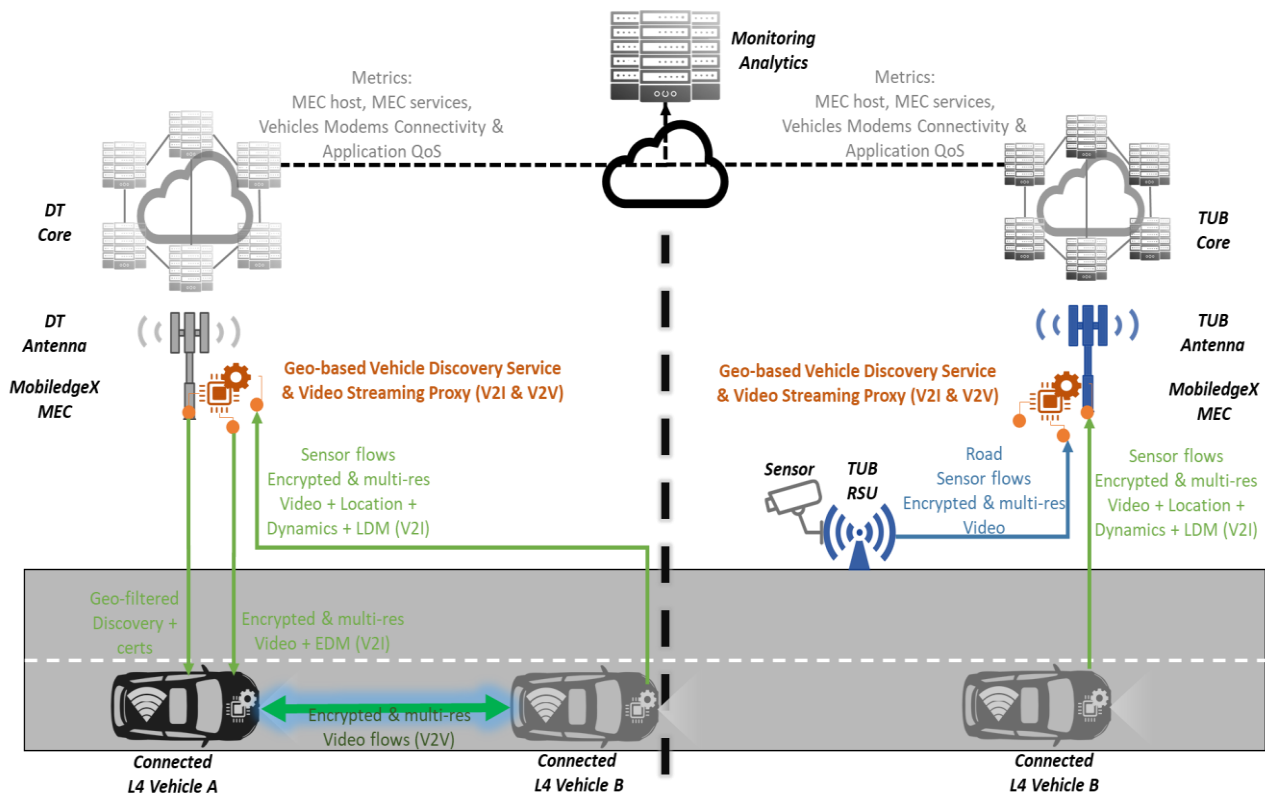 Monitoring
Analytics
Metrics:
MEC host, MEC services,
Vehicles Modems Connectivity &
Application QoS
Metrics:
MEC host, MEC services,
Vehicles Modems Connectivity &
Application QoS
DT
Core
TUB
Core
DT
Antenna
MobiledgeX
MEC
Geo-based Vehicle Discovery Service
& Video Streaming Proxy (V2I & V2V)
Geo-based Vehicle Discovery Service
& Video Streaming Proxy (V2I & V2V)
TUB
Antenna
MobiledgeX
MEC
Sensor flows
Encrypted & multi-res
Video + Location +
Dynamics + LDM (V2I)
Sensor
TUB
RSU
Road
Sensor flows
Encrypted & multi-res
Video
Sensor flows
Encrypted & multi-res
Video + Location +
Dynamics + LDM (V2I)
Geo-filtered
Discovery +
certs
Encrypted & multi-res
Video + EDM (V2I)
Encrypted & multi-res
Video flows (V2V)
Connected
L4 Vehicle A
Connected
L4 Vehicle B
Connected
L4 Vehicle B